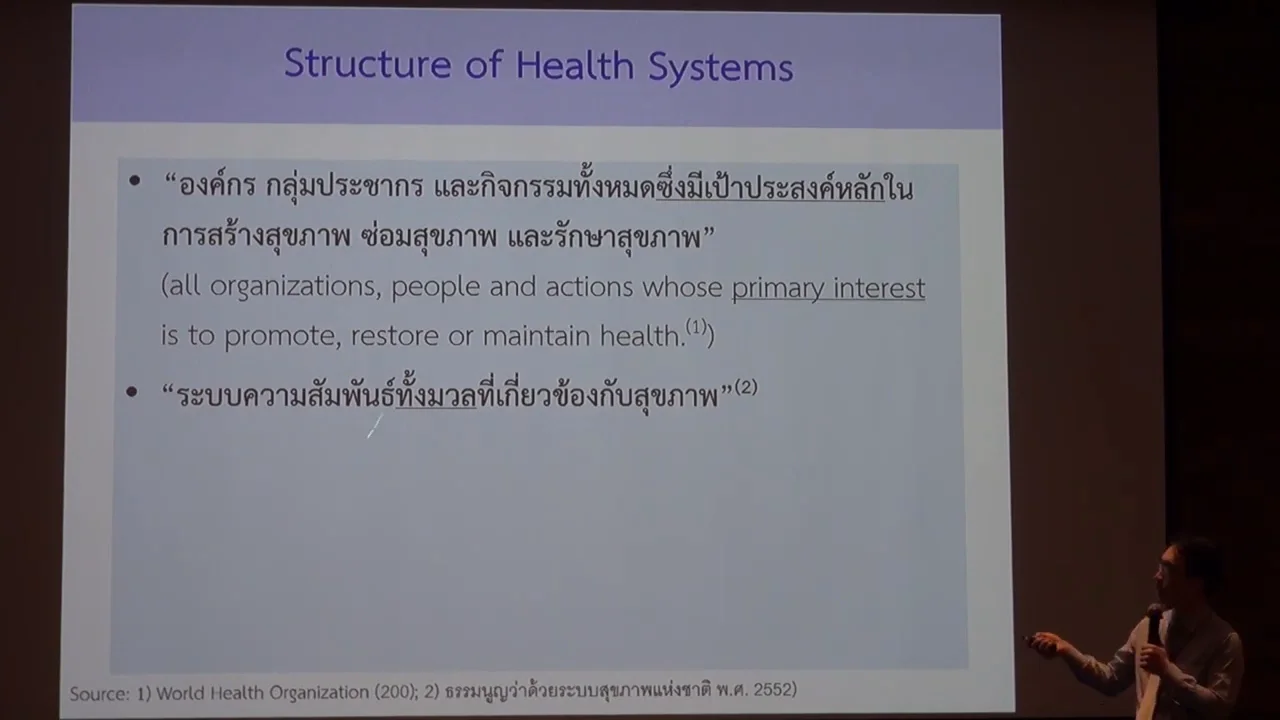 Structure of Health Systems
• “องค์กร กลุ่มประชากร และกิจกรรมทั้งหมดซึ่งมีเป้าประสงค์หลักใน
การสร้างสุขภาพ ซ่อมสุขภาพ และรักษาสุขภาพ”
(all organizations, people and actions whose primary interest
is to promote, restore or maintain health.(1))
• “ระบบความสัมพันธ์ทั้งมวลที่เกี่ยวข้องกับสุขภาพ”(2)
Source: 1) World Health Organization (200); 2) ธรรมนูญว่าด้วยระบบสุขภาพแห่งชาติ พ.ศ. 2552)